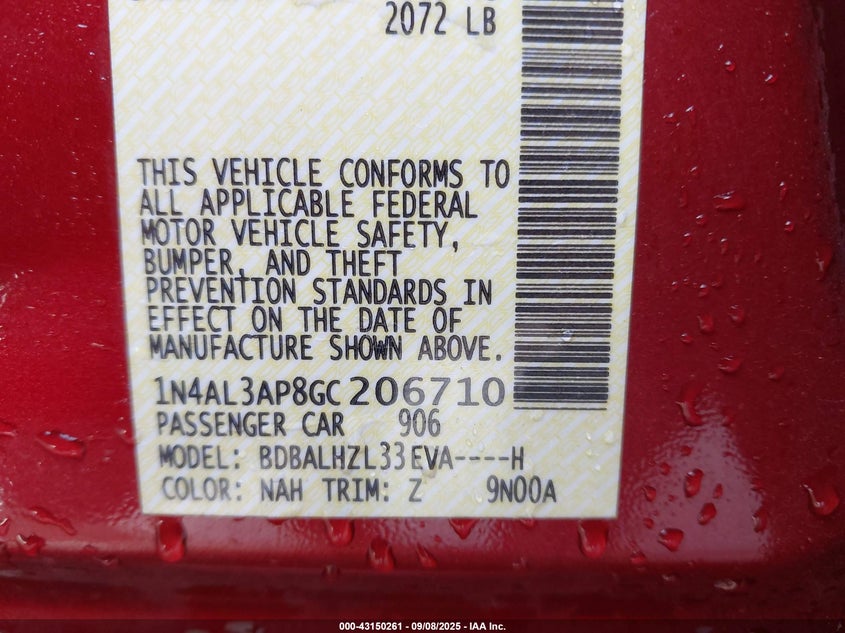 2072 LB
THIS VEHICLE CONFORMS TO
ALL APPLICABLE FEDERAL
MOTOR VEHICLE SAFETY,
BUMPER, AND THEFT
PREVENTION STANDARDS IN
EFFECT ON THE DATE OF
MANUFACTURE SHOWN ABOVE.
1N4AL3AP8GC206710
PASSENGER CAR 906
MODEL: BDBALHZL33EVA----H
COLOR: NAH TRIM: Z 9N00A
000-43150261 - 09/08/2025 - IAA Inc.